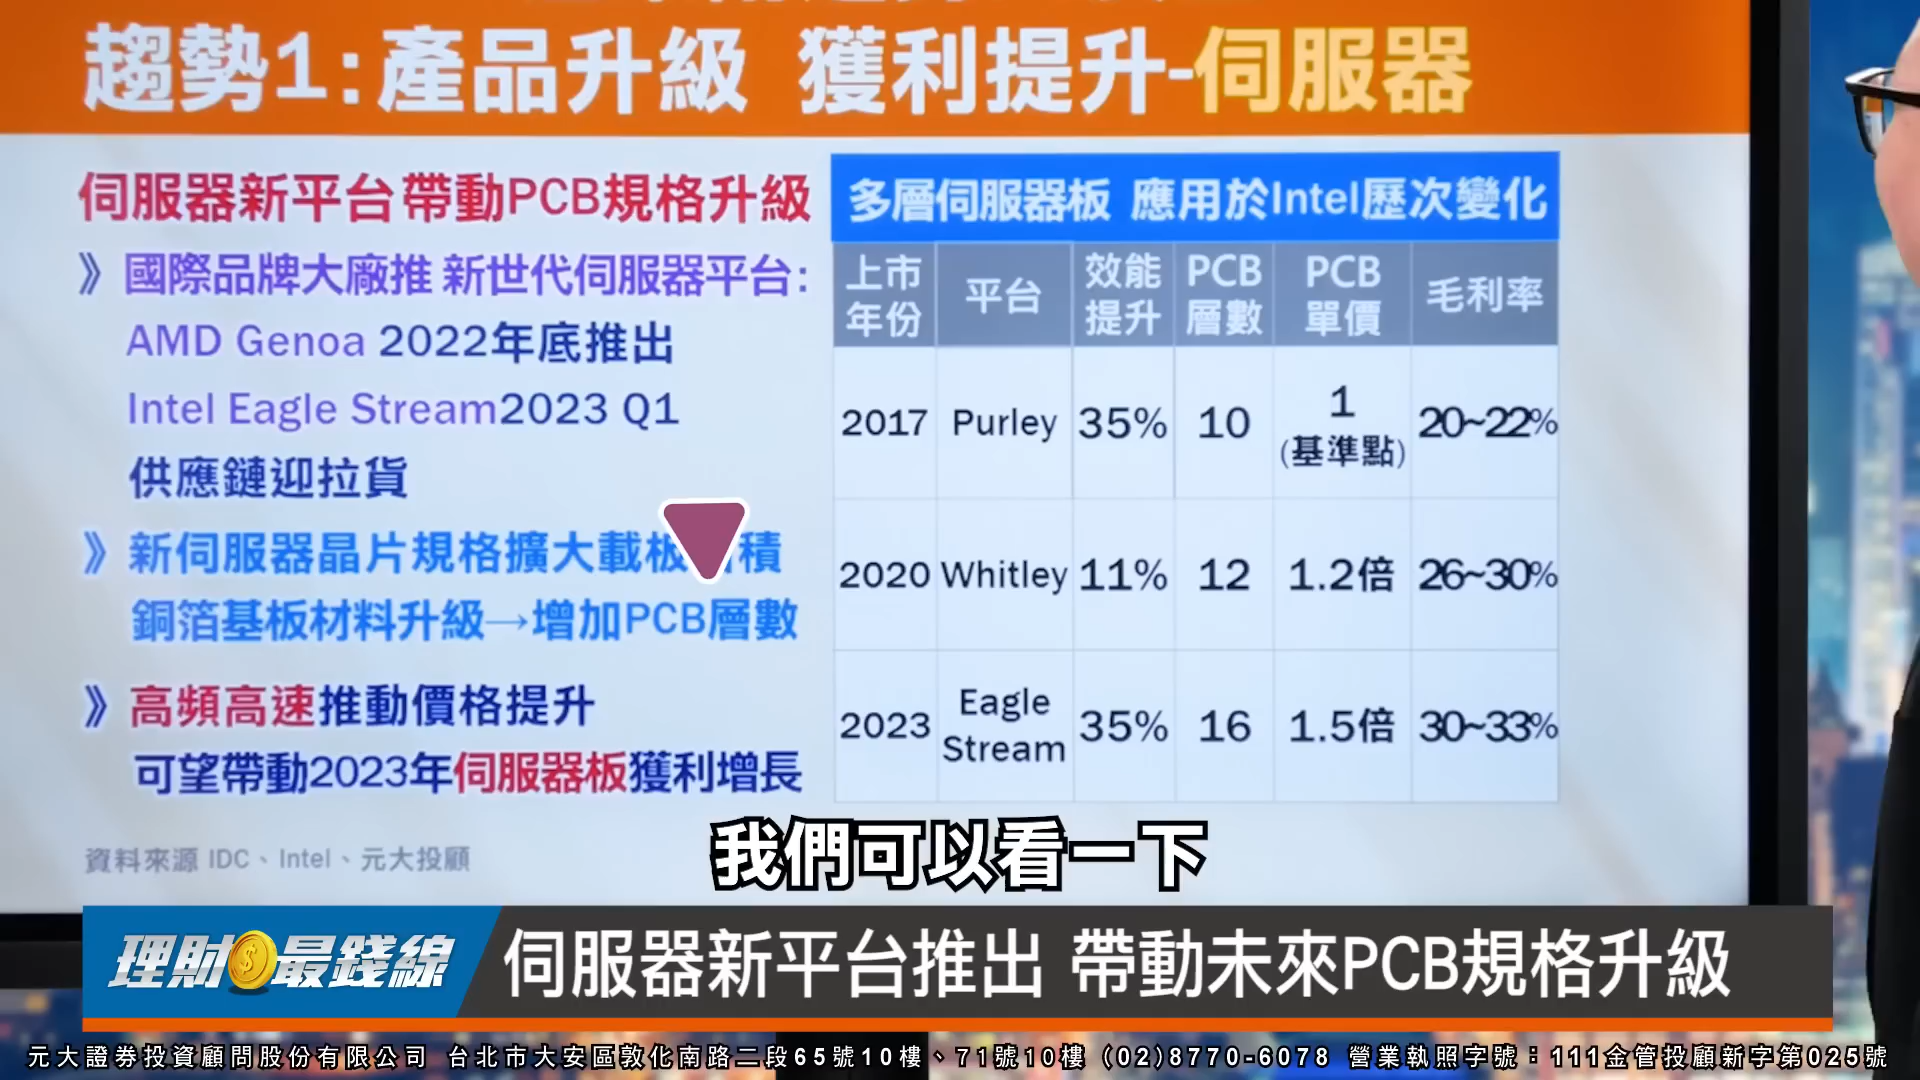 趨勢1:產品升級 獲利提升-伺服器
伺服器新平台帶動PCB規格升級
》國際品牌大廠推 新世代伺服器平台:
AMD Genoa 2022年底推出
Intel Eagle Stream2023 Q1
供應鏈迎拉貨
》新伺服器晶片規格擴大載板 積
銅箔基板材料升級→增加PCB層數
》高頻高速推動價格提升
可望帶動2023年伺服器板獲利增長
資料來源 IDC、Intel、元大投顧
多層伺服器板 應用於Intel歷次變化
上市年份 平台 效能提升 PCB層數 PCB單價 毛利率
2017 Purley 35% 10 1(基準點) 20~22%
2020 Whitley 11% 12 1.2倍 26~30%
2023 Eagle Stream 35% 16 1.5倍 30~33%
我們可以看一下
理財最錢線
伺服器新平台推出 帶動未來PCB規格升級
元大證券投資顧問股份有限公司 台北市大安區敦化南路二段65號10樓、71號10樓 (02)8770-6078 營業執照字號：111金管投顧新字第025號